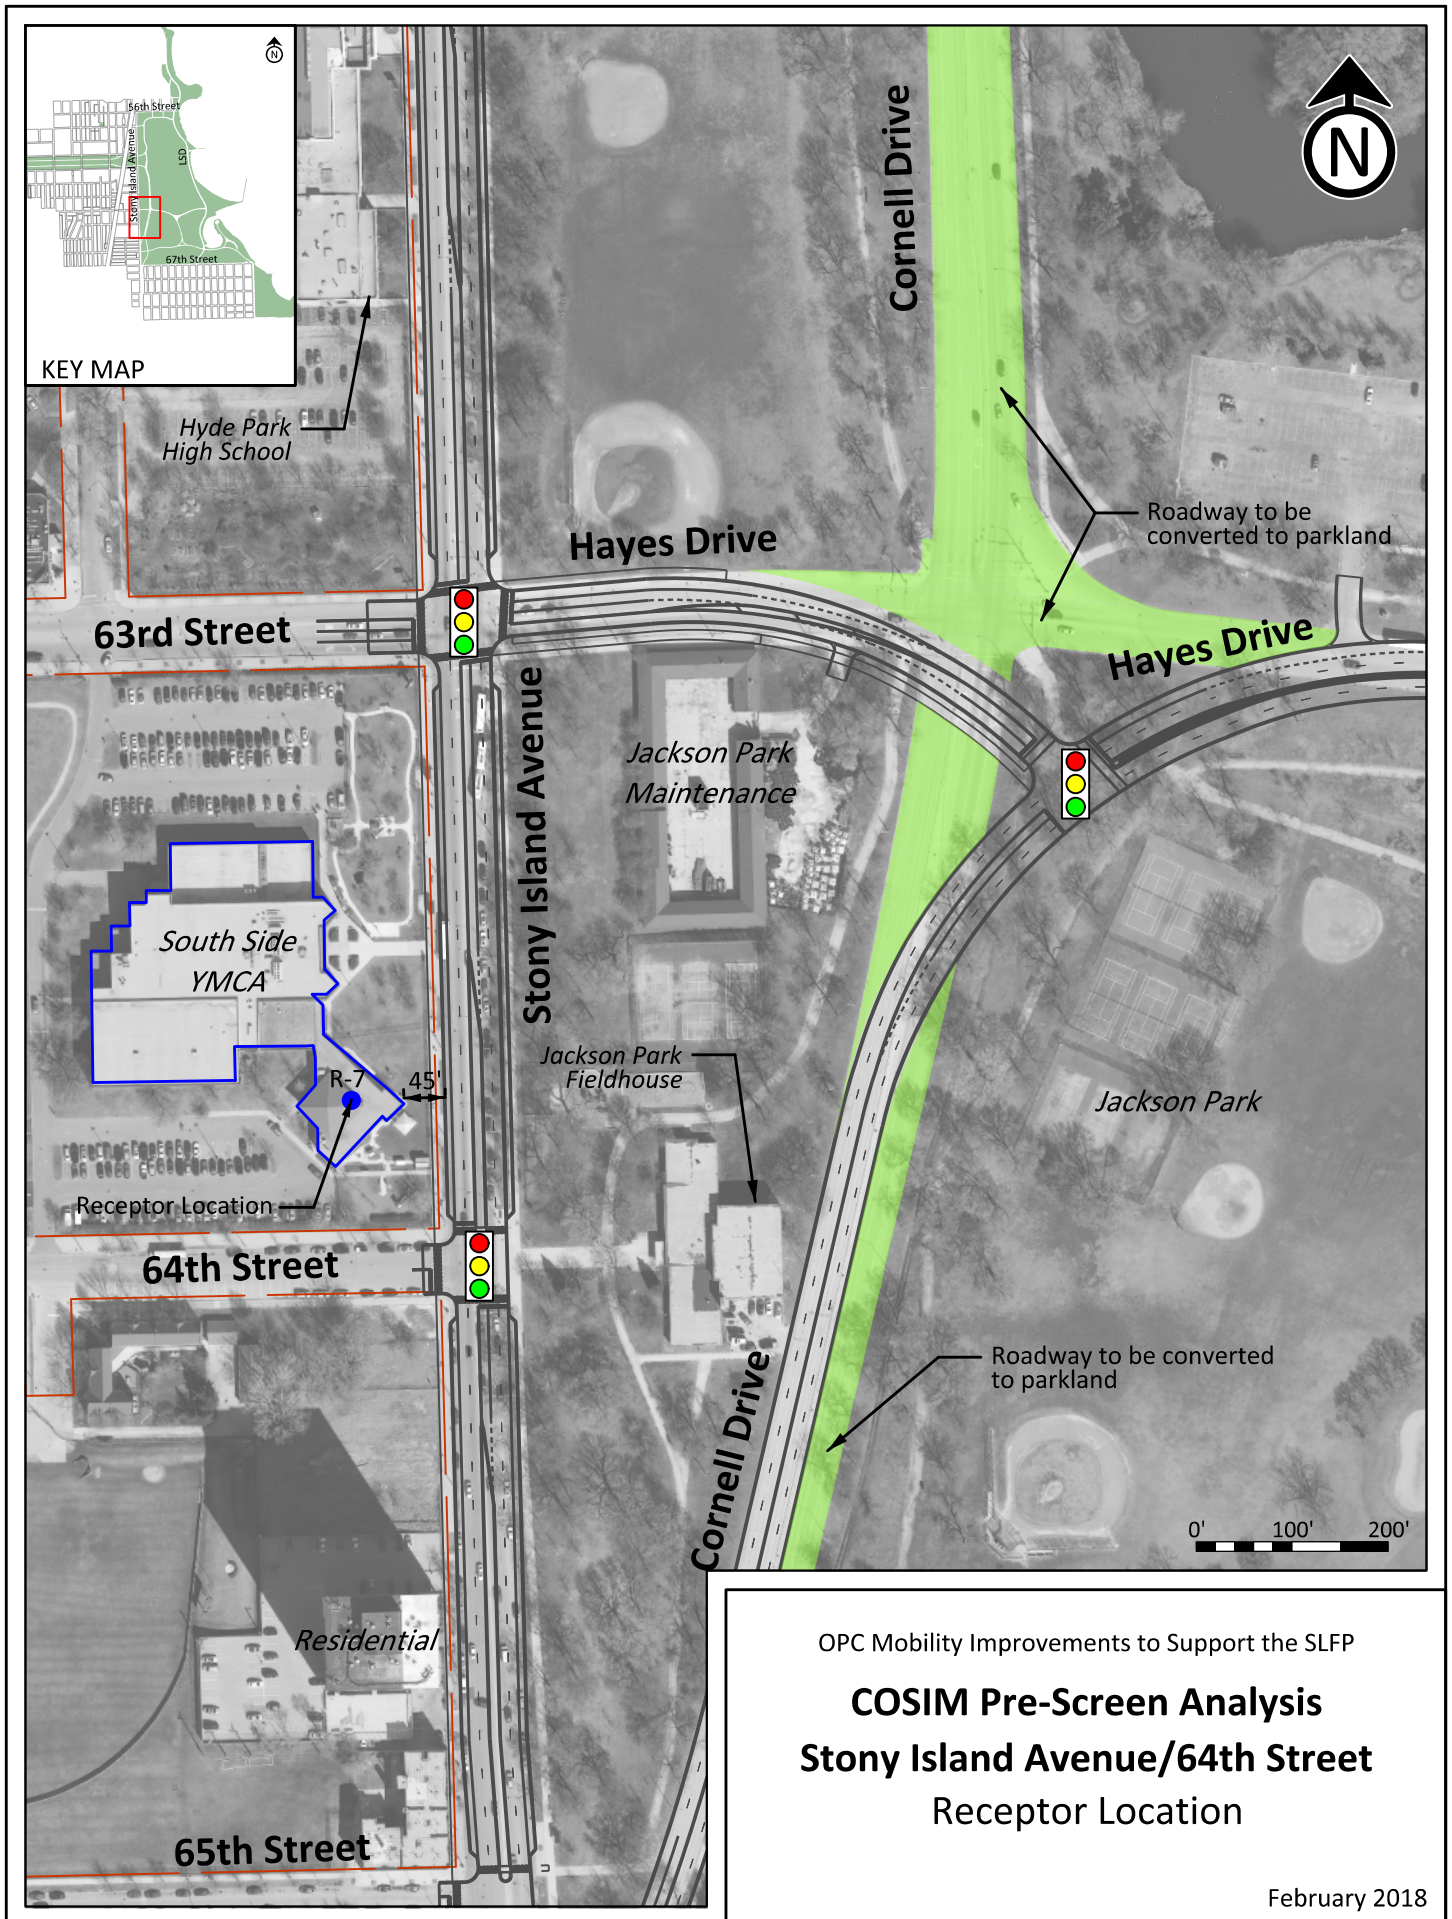 N
56th Street
Stony Island Avenue
LSD
67th Street
KEY MAP
Cornell Drive
N
Hyde Park
High School
Roadway to be
converted to parkland
Hayes Drive
63rd Street
Hayes Drive
Stony Island Avenue
Jackson Park
Maintenance
South Side
YMCA
R-7
45'
Jackson Park
Fieldhouse
Jackson Park
Receptor Location
64th Street
Roadway to be converted
to parkland
Cornell Drive
0' 100' 200'
Residential
65th Street
OPC Mobility Improvements to Support the SLFP
COSIM Pre-Screen Analysis
Stony Island Avenue/64th Street
Receptor Location
February 2018